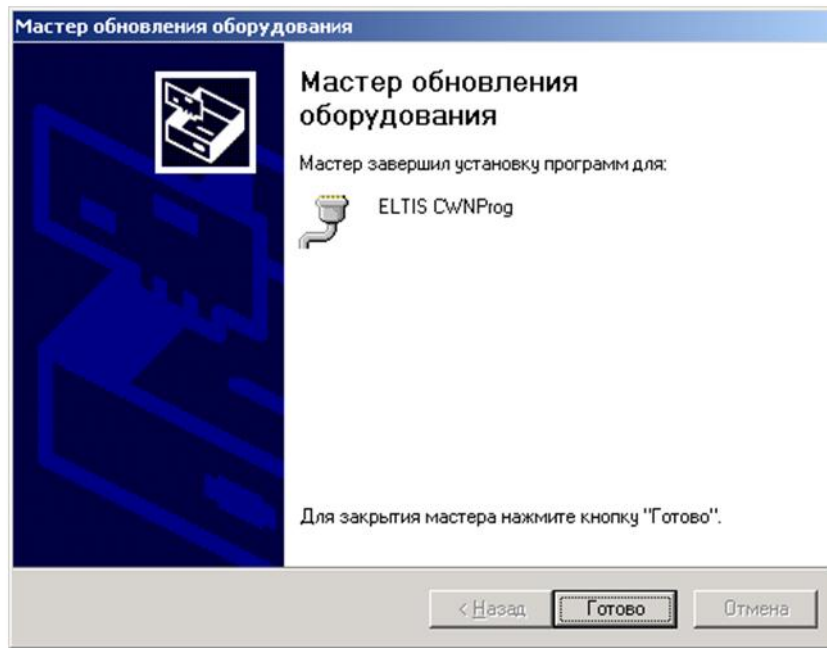 Мастер обновления оборудования
Мастер обновления
оборудования
Мастер завершил установку программ для:
ELTIS CWNProg
Для закрытия мастера нажмите кнопку "Готово".
< Назад
Готово
Отмена